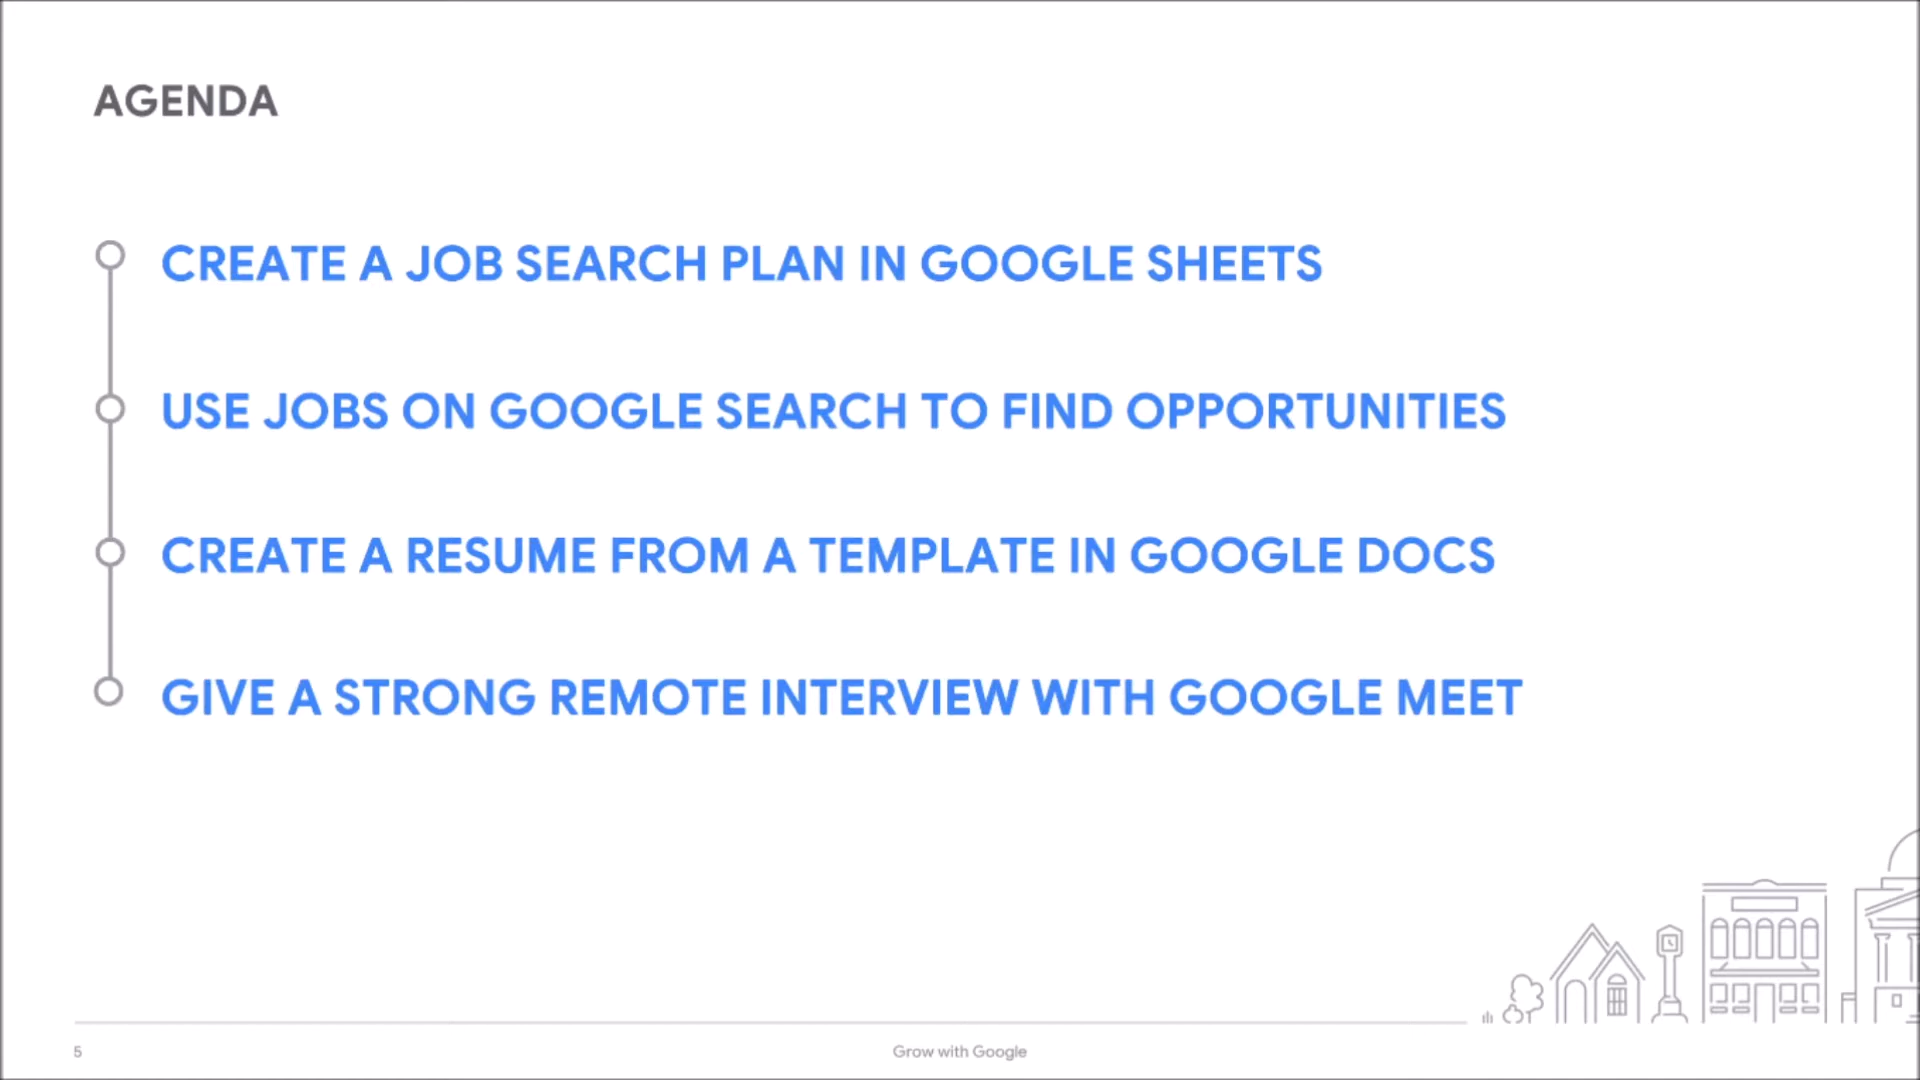 AGENDA
CREATE A JOB SEARCH PLAN IN GOOGLE SHEETS
USE JOBS ON GOOGLE SEARCH TO FIND OPPORTUNITIES
CREATE A RESUME FROM A TEMPLATE IN GOOGLE DOCS
GIVE A STRONG REMOTE INTERVIEW WITH GOOGLE MEET
5
Grow with Google